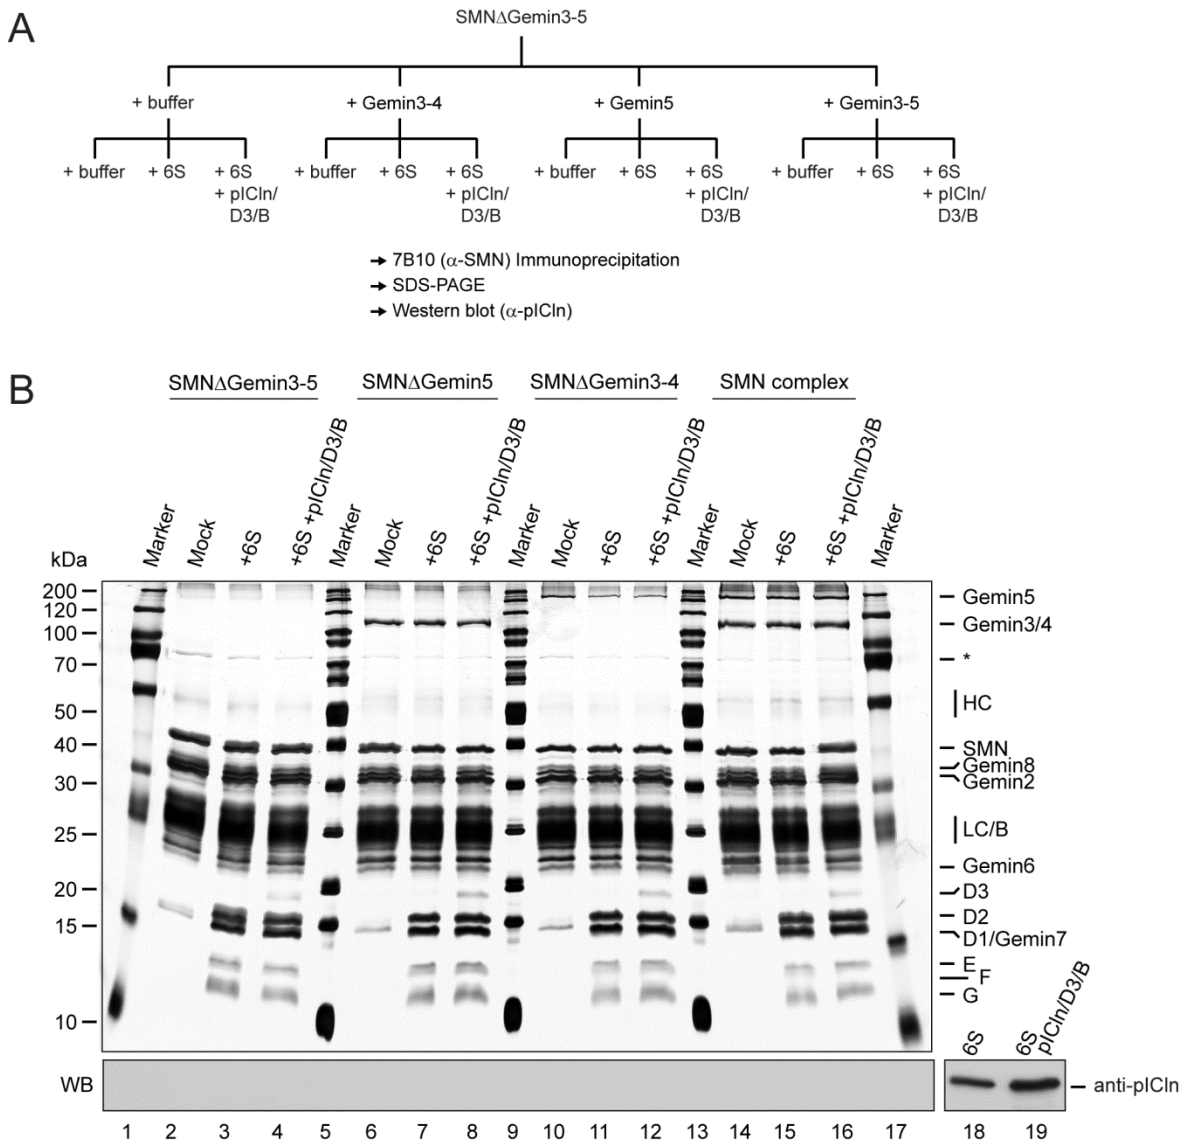 A
SMNΔGemin3-5
+ buffer
+ Gemin3-4
+ Gemin5
+ Gemin3-5
+ buffer + 6S + 6S + buffer + 6S + 6S + buffer + 6S + 6S + buffer + 6S + 6S
+ pICln/ + pICln/ + pICln/ + pICln/
D3/B D3/B D3/B D3/B
➔ 7B10 (α-SMN) Immunoprecipitation
➔ SDS-PAGE
➔ Western blot (α-pICln)
B
SMNΔGemin3-5 SMNΔGemin5 SMNΔGemin3-4 SMN complex
Marker
Mock
+6S
+6S +pICln/D3/B
Marker
Mock
+6S
+6S +pICln/D3/B
Marker
Mock
+6S
+6S +pICln/D3/B
Marker
Mock
+6S
+6S +pICln/D3/B
Marker
kDa
200
120
100
70
50
40
30
25
20
15
10
Gemin5
Gemin3/4
*
HC
SMN
Gemin8
Gemin2
LC/B
Gemin6
D3
D2
D1/Gemin7
E
F
G
6S
6S
pICln/D3/B
WB
anti-pICln
1 2 3 4 5 6 7 8 9 10 11 12 13 14 15 16 17 18 19